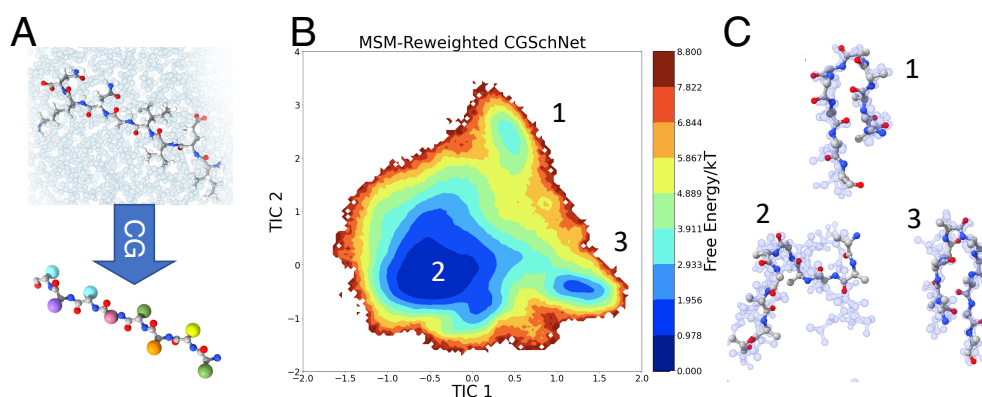 A
CG
B
MSM-Reweighted CGSchNet
TIC 2
4
3
2
1
0
−1
−2
−2.0 −1.5 −1.0 −0.5 0.0 0.5 1.0 1.5 2.0
TIC 1
1
2
3
8.800
7.822
6.844
5.867
4.889
3.911
2.933
1.956
0.978
0.000
Free Energy/kT
C
1
2
3